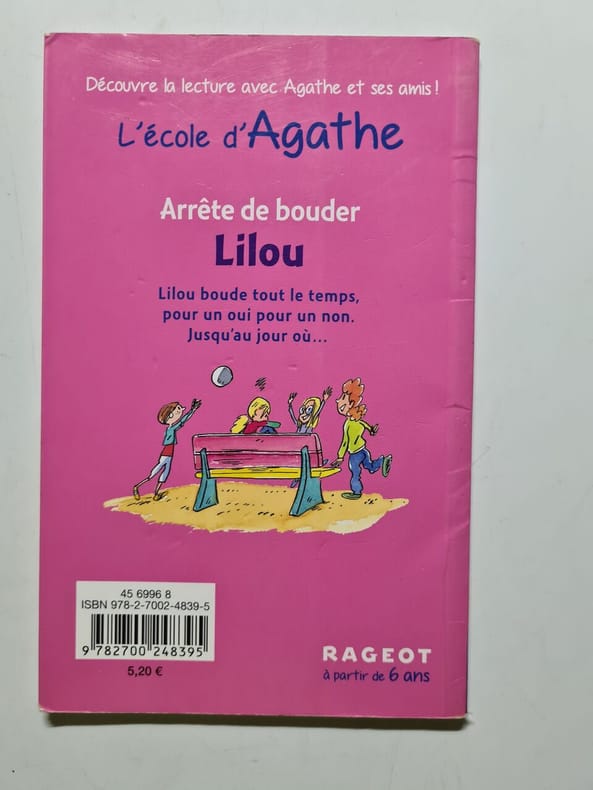 Découvre la lecture avec Agathe et ses amis !
L'école d'Agathe
Arrête de bouder
Lilou
Lilou boude tout le temps,
pour un oui pour un non.
Jusqu'au jour où...
45 6996 8
ISBN 978-2-7002-4839-5
9 782700 248395
5,20 €
RAGEOT
à partir de 6 ans